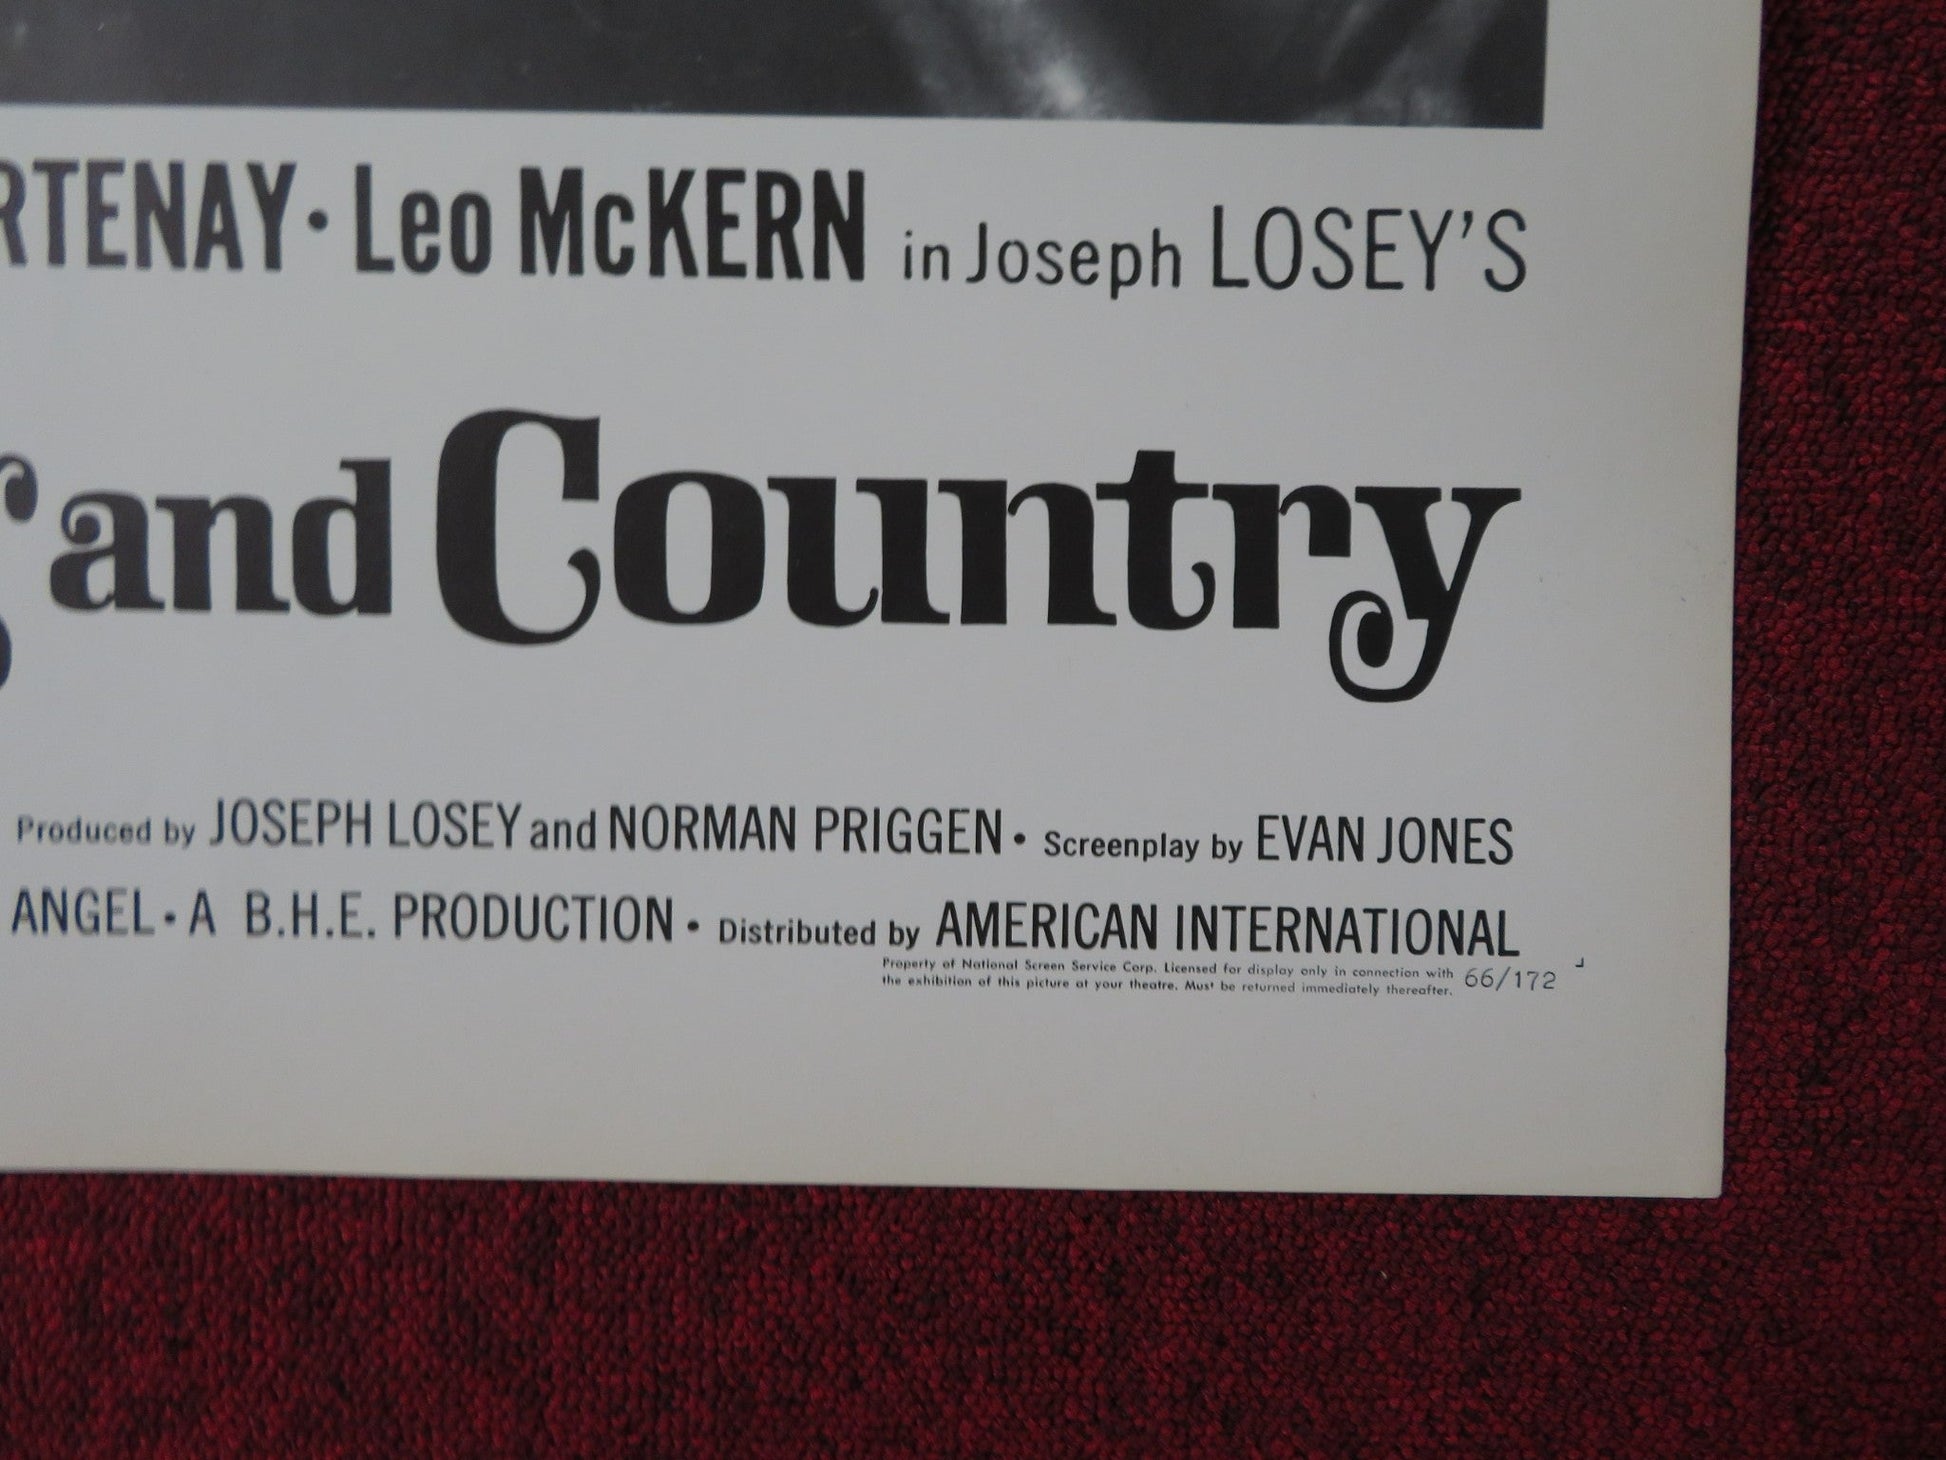 RTENAY · Leo McKERN in Joseph LOSEY'S
and Country
Produced by JOSEPH LOSEY and NORMAN PRIGGEN · Screenplay by EVAN JONES
ANGEL · A B.H.E. PRODUCTION · Distributed by AMERICAN INTERNATIONAL
Property of National Screen Service Corp. Licensed for display only in connection with
the exhibition of this picture at your theatre. Must be returned immediately thereafter.
66/172